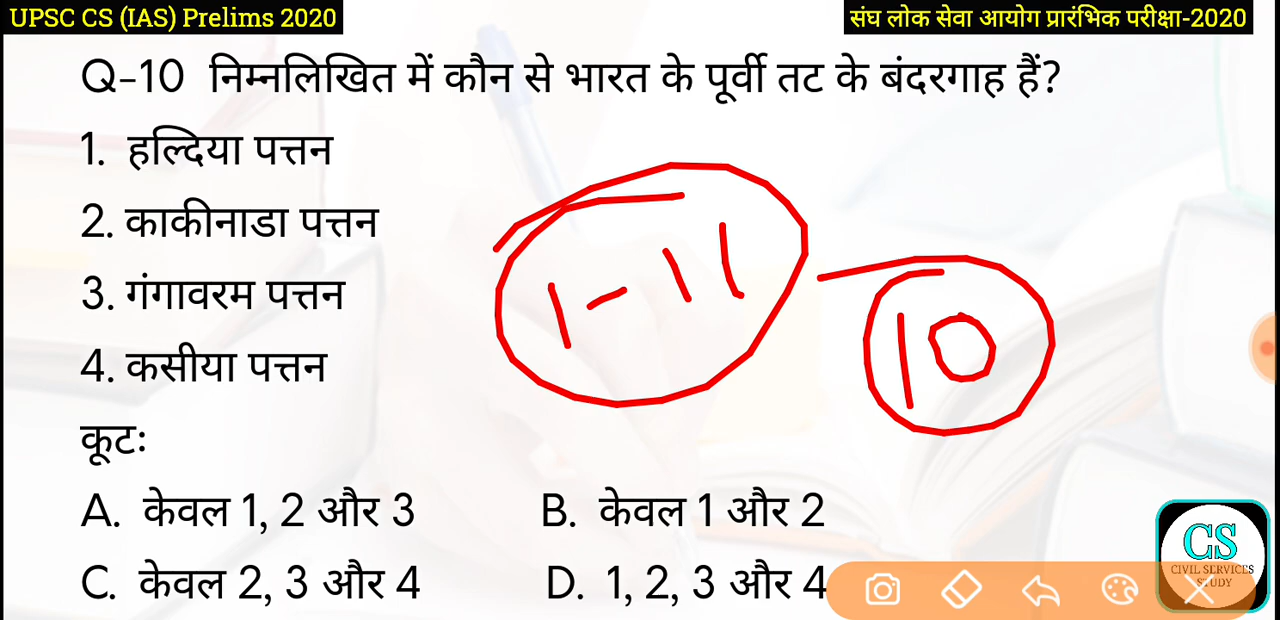 UPSC CS (IAS) Prelims 2020
संघ लोक सेवा आयोग प्रारंभिक परीक्षा-2020
Q-10 निम्नलिखित में कौन से भारत के पूर्वी तट के बंदरगाह हैं?
1. हल्दिया पत्तन
2. काकीनाडा पत्तन
3. गंगावरम पत्तन
4. कसीया पत्तन
1-11
10
कूटः
A. केवल 1, 2 और 3
B. केवल 1 और 2
C. केवल 2, 3 और 4
D. 1, 2, 3 और 4
CS
CIVIL SERVICES
STUDY